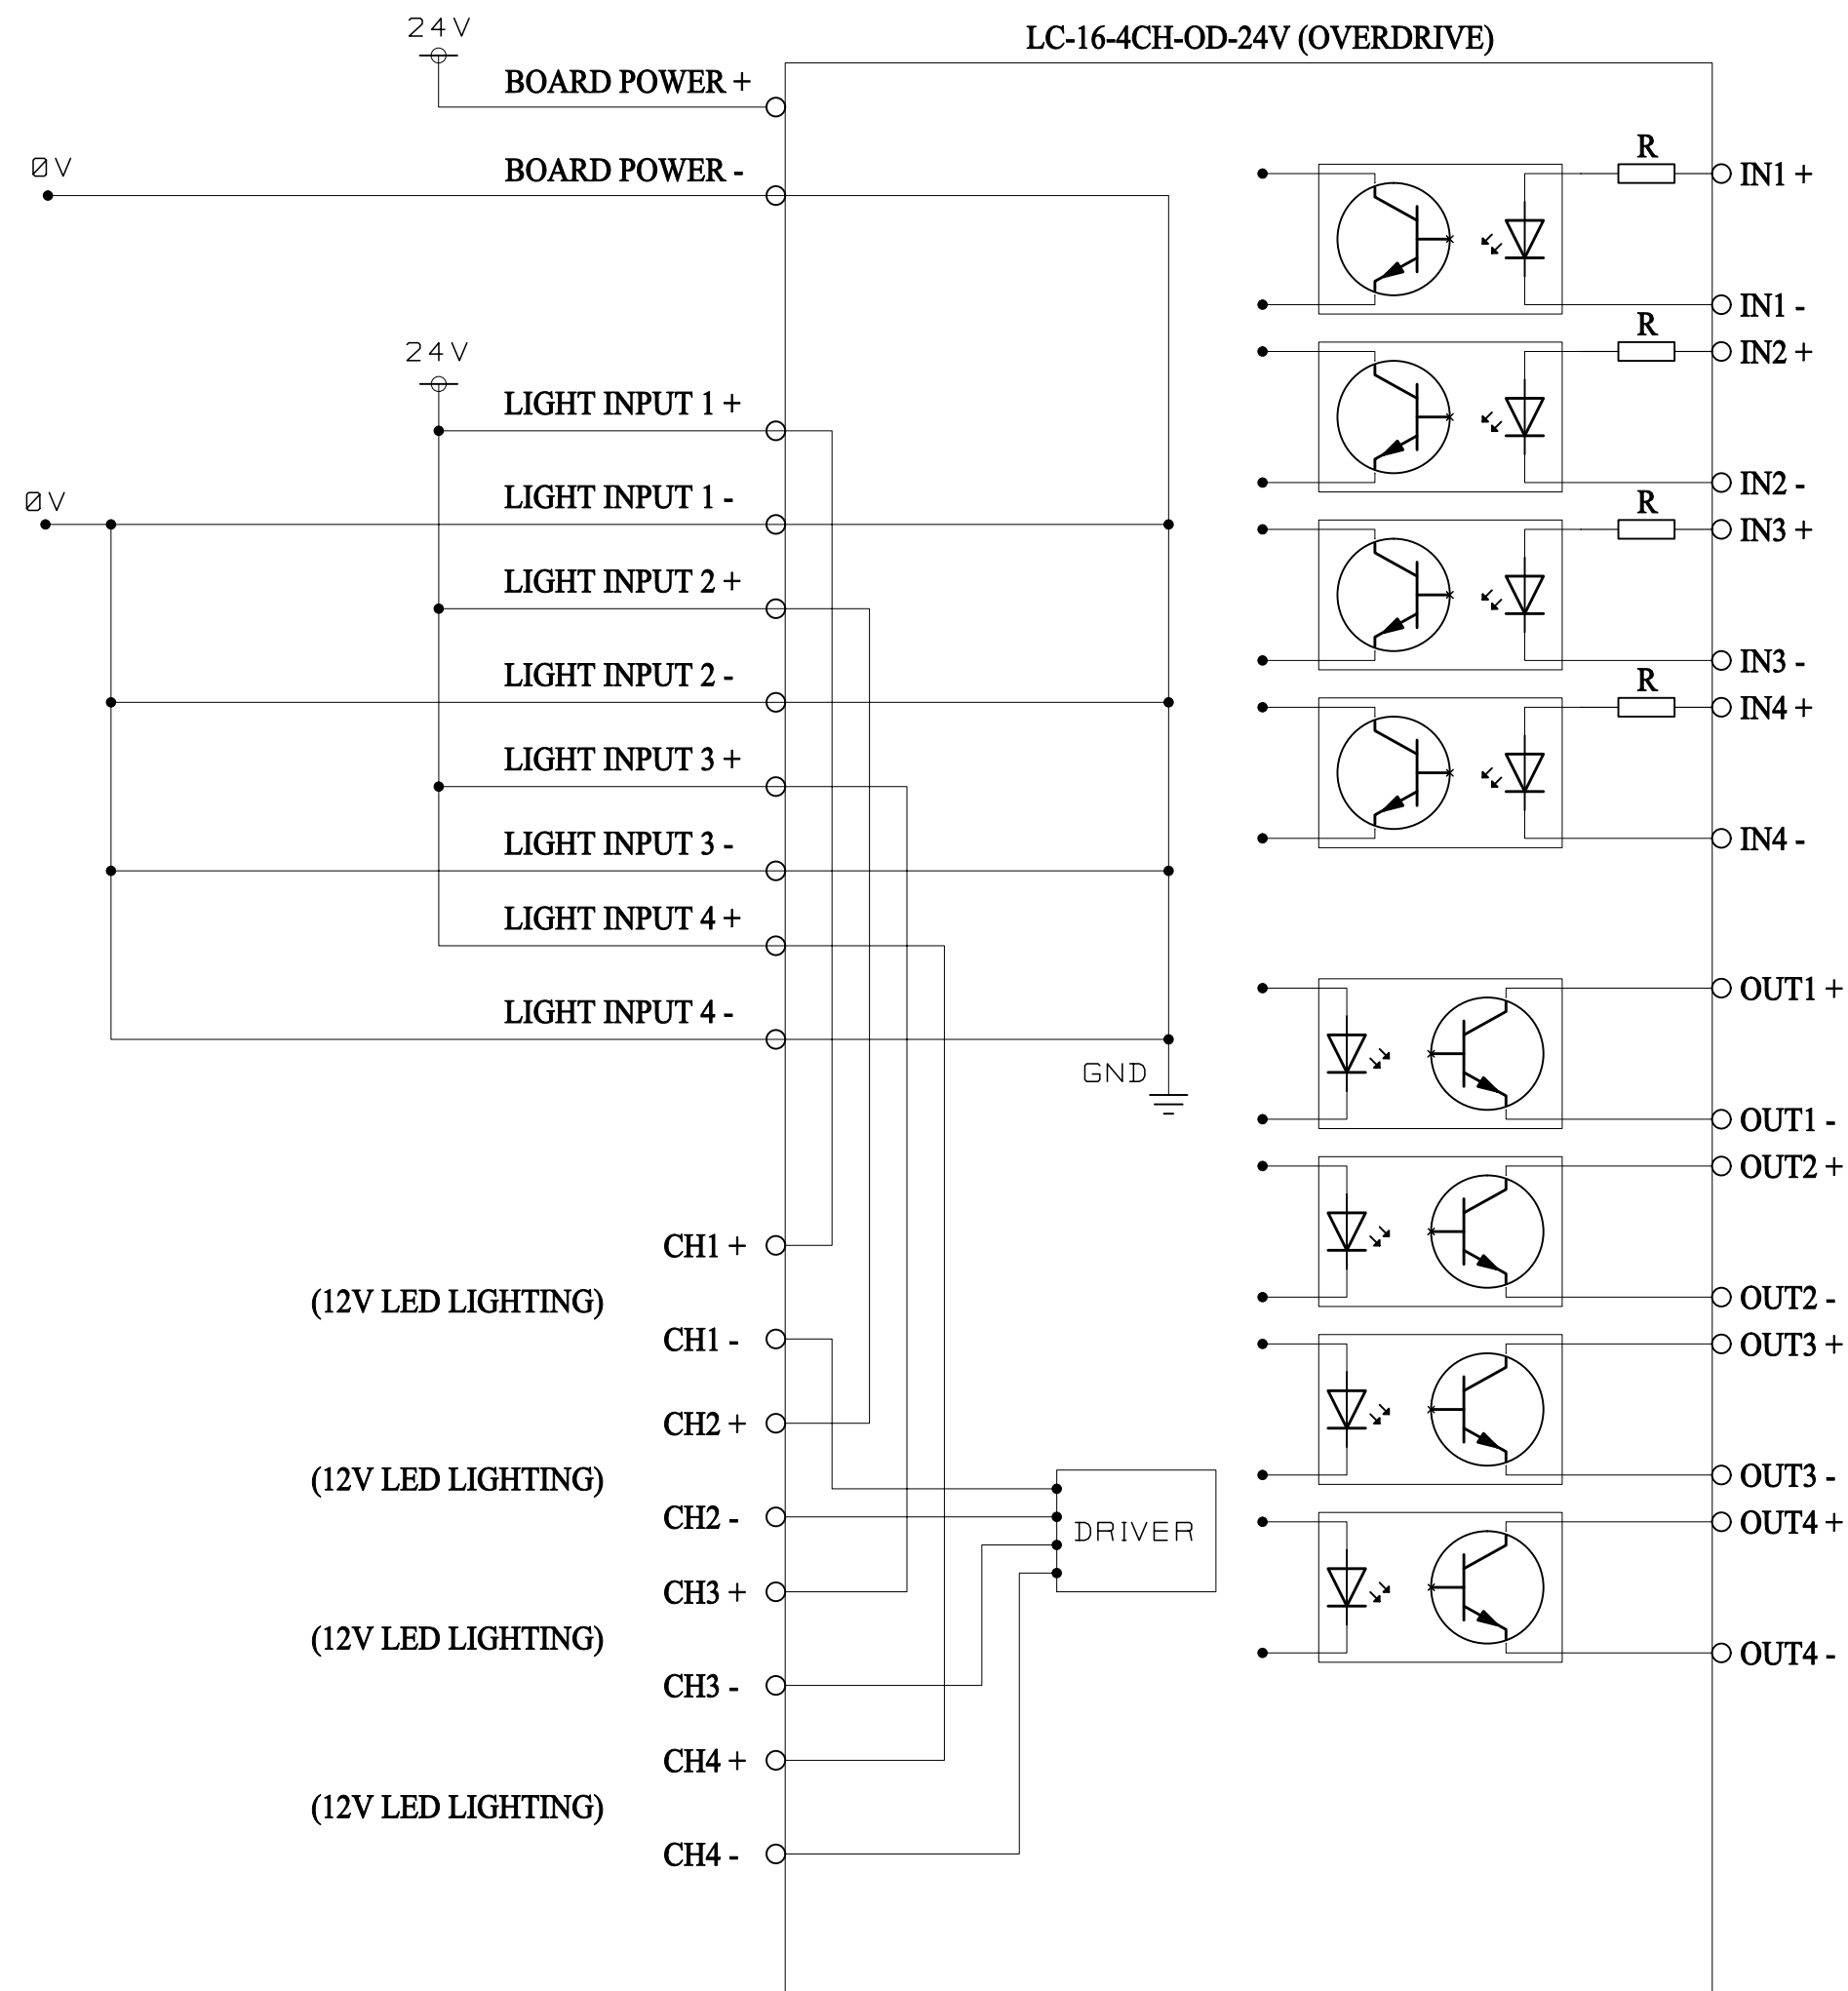 24V
LC-16-4CH-OD-24V (OVERDRIVE)
BOARD POWER +
0V
BOARD POWER -
R
IN1 +
IN1 -
R
IN2 +
24V
LIGHT INPUT 1 +
0V
LIGHT INPUT 1 -
IN2 -
R
IN3 +
LIGHT INPUT 2 +
LIGHT INPUT 2 -
IN3 -
R
IN4 +
LIGHT INPUT 3 +
LIGHT INPUT 3 -
IN4 -
LIGHT INPUT 4 +
LIGHT INPUT 4 -
GND
OUT1 +
OUT1 -
OUT2 +
CH1 +
(12V LED LIGHTING)
CH1 -
OUT2 -
OUT3 +
CH2 +
(12V LED LIGHTING)
CH2 -
DRIVER
OUT3 -
OUT4 +
CH3 +
(12V LED LIGHTING)
CH3 -
OUT4 -
CH4 +
(12V LED LIGHTING)
CH4 -